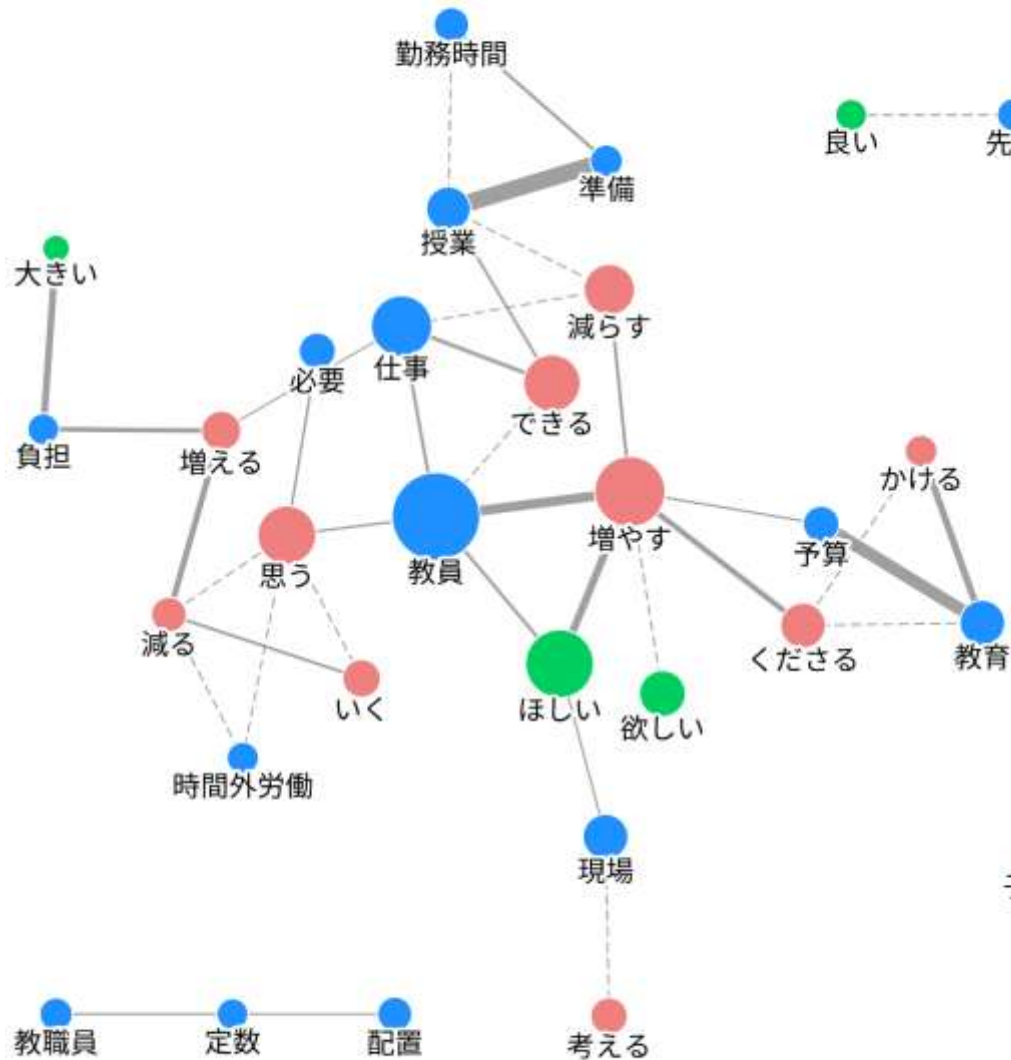 勤務時間
良い
先
準備
授業
大きい
減らす
必要
仕事
できる
負担
増える
かける
増やす
予算
教員
思う
減る
くださる
教育
いく
ほしい
欲しい
時間外労働
現場
教職員
定数
配置
考える